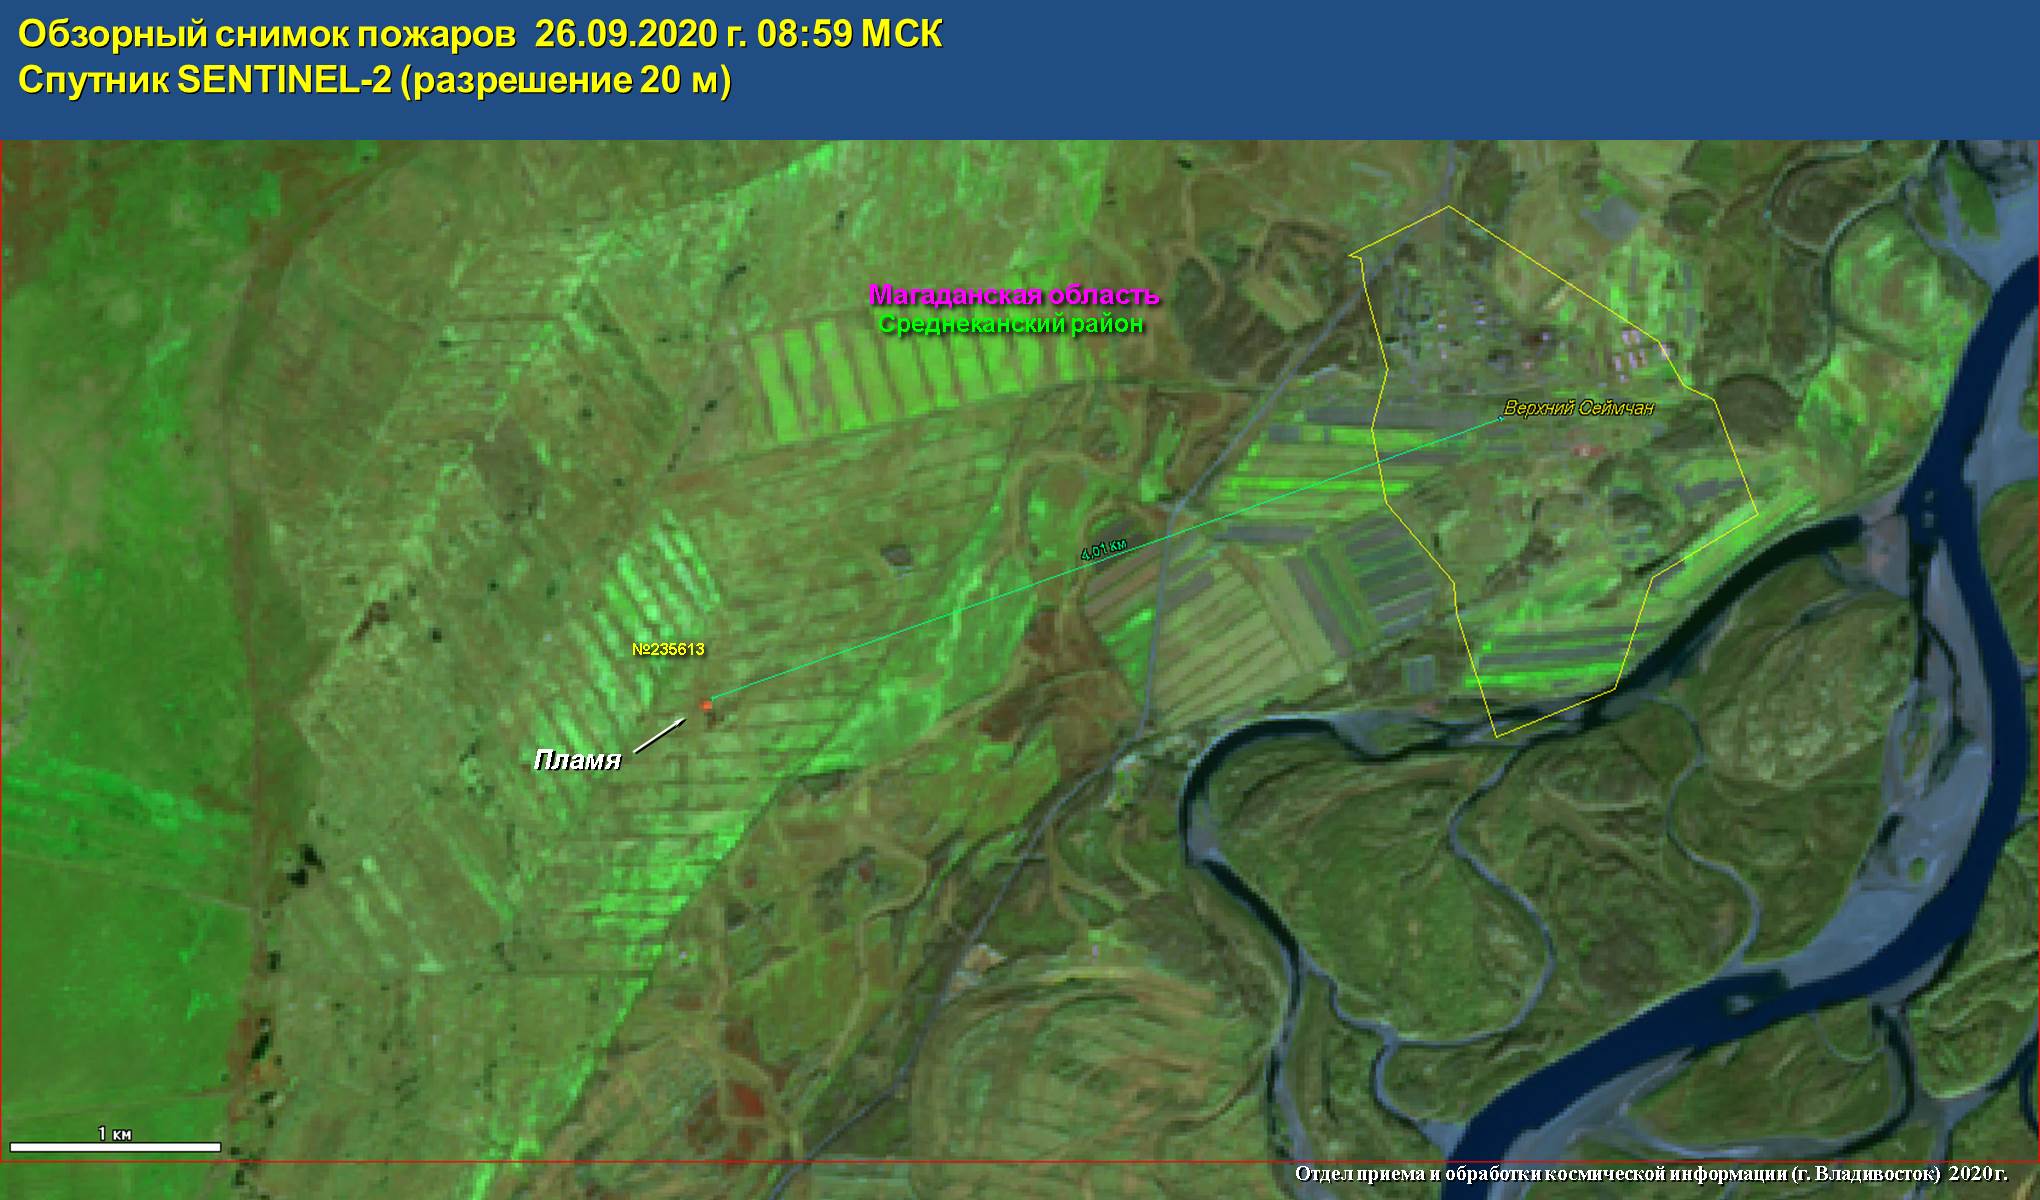 Обзорный снимок пожаров 26.09.2020 г. 08:59 МСК
Спутник SENTINEL-2 (разрешение 20 м)
Магаданская область
Среднеканский район
Верхний Сеймчан
4,01 км
№235613
Пламя
1 км
Отдел приема и обработки космической информации (г. Владивосток) 2020 г.